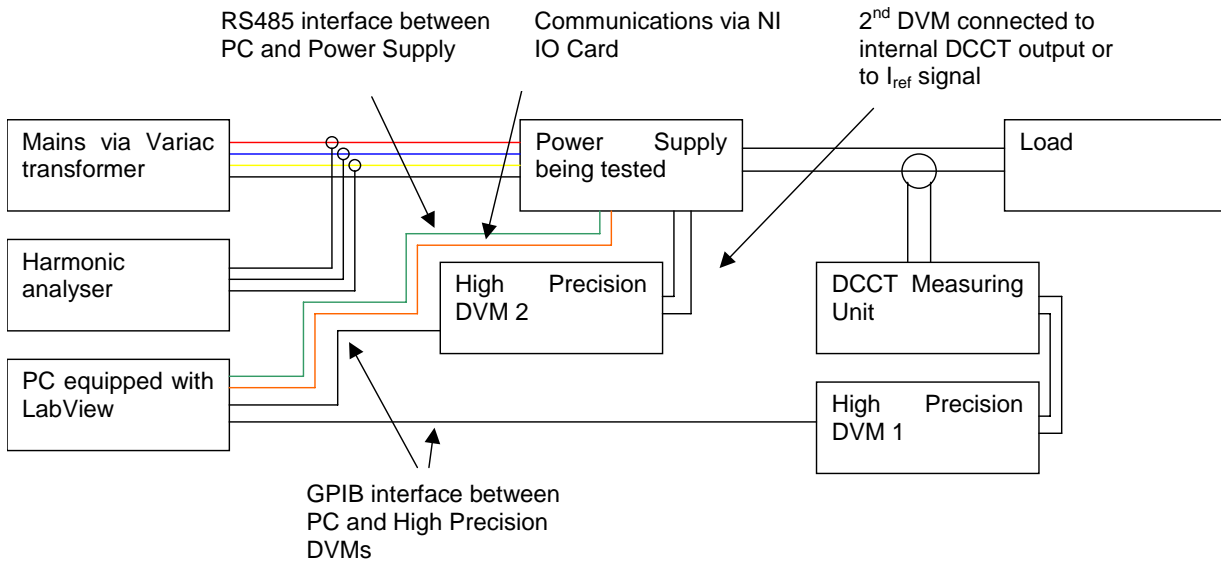 RS485 interface between
PC and Power Supply
Communications via NI
IO Card
2nd DVM connected to
internal DCCT output or
to Iref signal
Mains via Variac
transformer
Power Supply
being tested
Load
Harmonic
analyser
High Precision
DVM 2
DCCT Measuring
Unit
PC equipped with
LabView
High Precision
DVM 1
GPIB interface between
PC and High Precision
DVMs